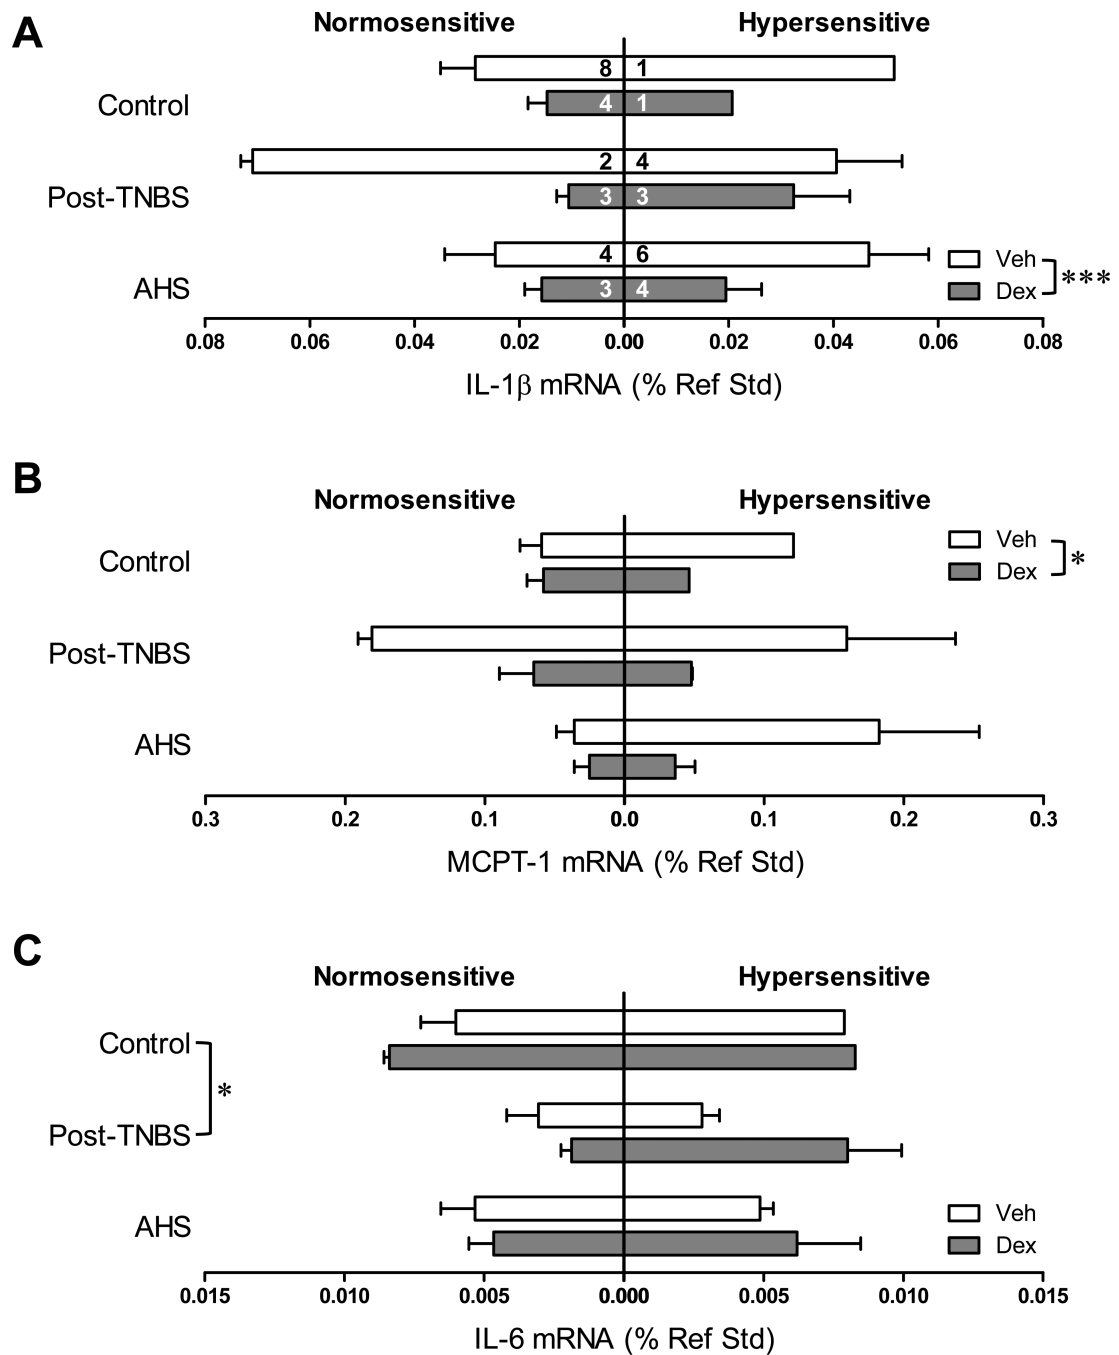 A
Normosensitive Hypersensitive
8 1
Control
4 1
2 4
Post-TNBS
3 3
4 6
Veh
AHS
3 4
Dex
***
0.08 0.06 0.04 0.02 0.00 0.02 0.04 0.06 0.08
IL-1β mRNA (% Ref Std)
B
Normosensitive Hypersensitive
Control
Veh
Dex
*
Post-TNBS
AHS
0.3 0.2 0.1 0.0 0.1 0.2 0.3
MCPT-1 mRNA (% Ref Std)
C
Normosensitive Hypersensitive
Control
*
Post-TNBS
AHS
Veh
Dex
0.015 0.010 0.005 0.000 0.005 0.010 0.015
IL-6 mRNA (% Ref Std)